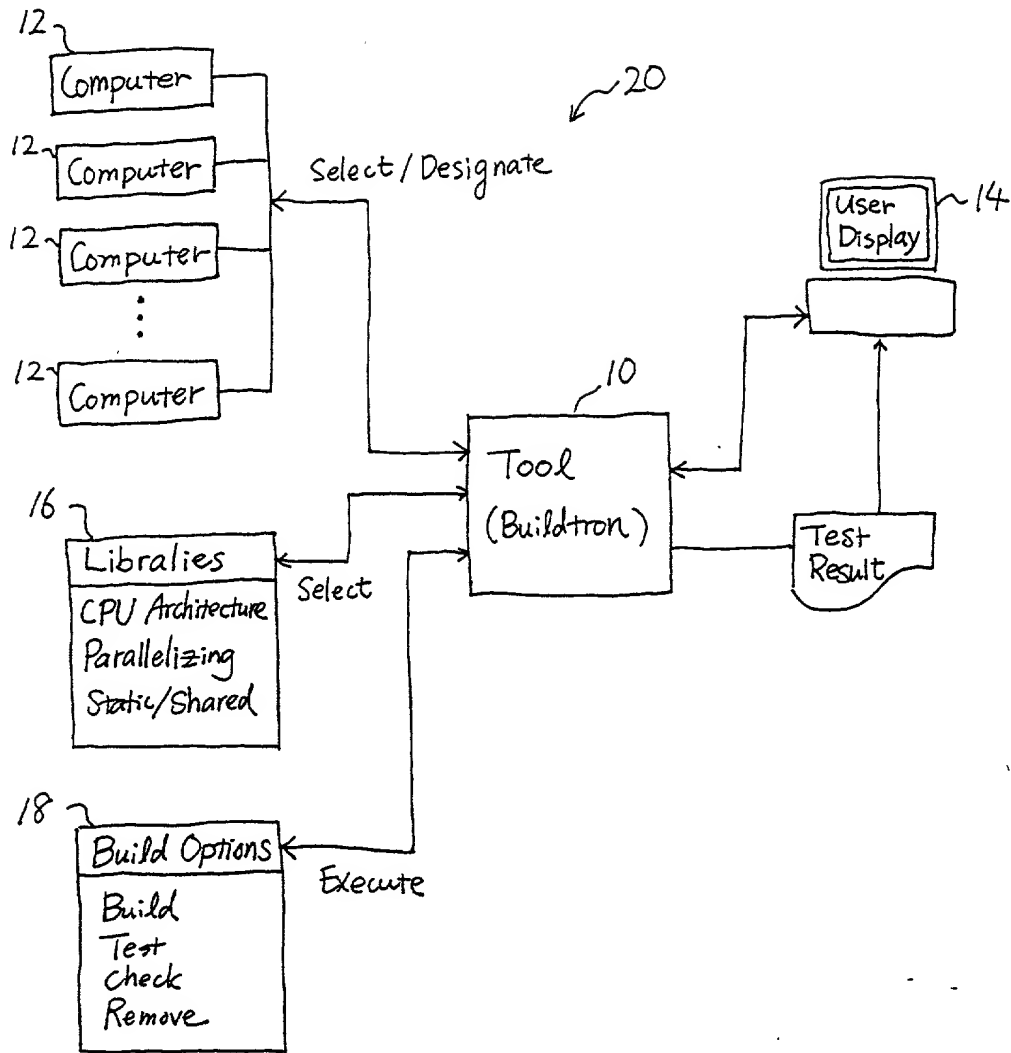 12
Computer
12
Computer
12
Computer
12
Computer
Select/Designate
20
User
Display
14
10
Tool
(Buildtron)
Test
Result
16
Libralies
CPU Architecture
Parallelizing
Static/Shared
Select
18
Build Options
Build
Test
Check
Remove
Execute